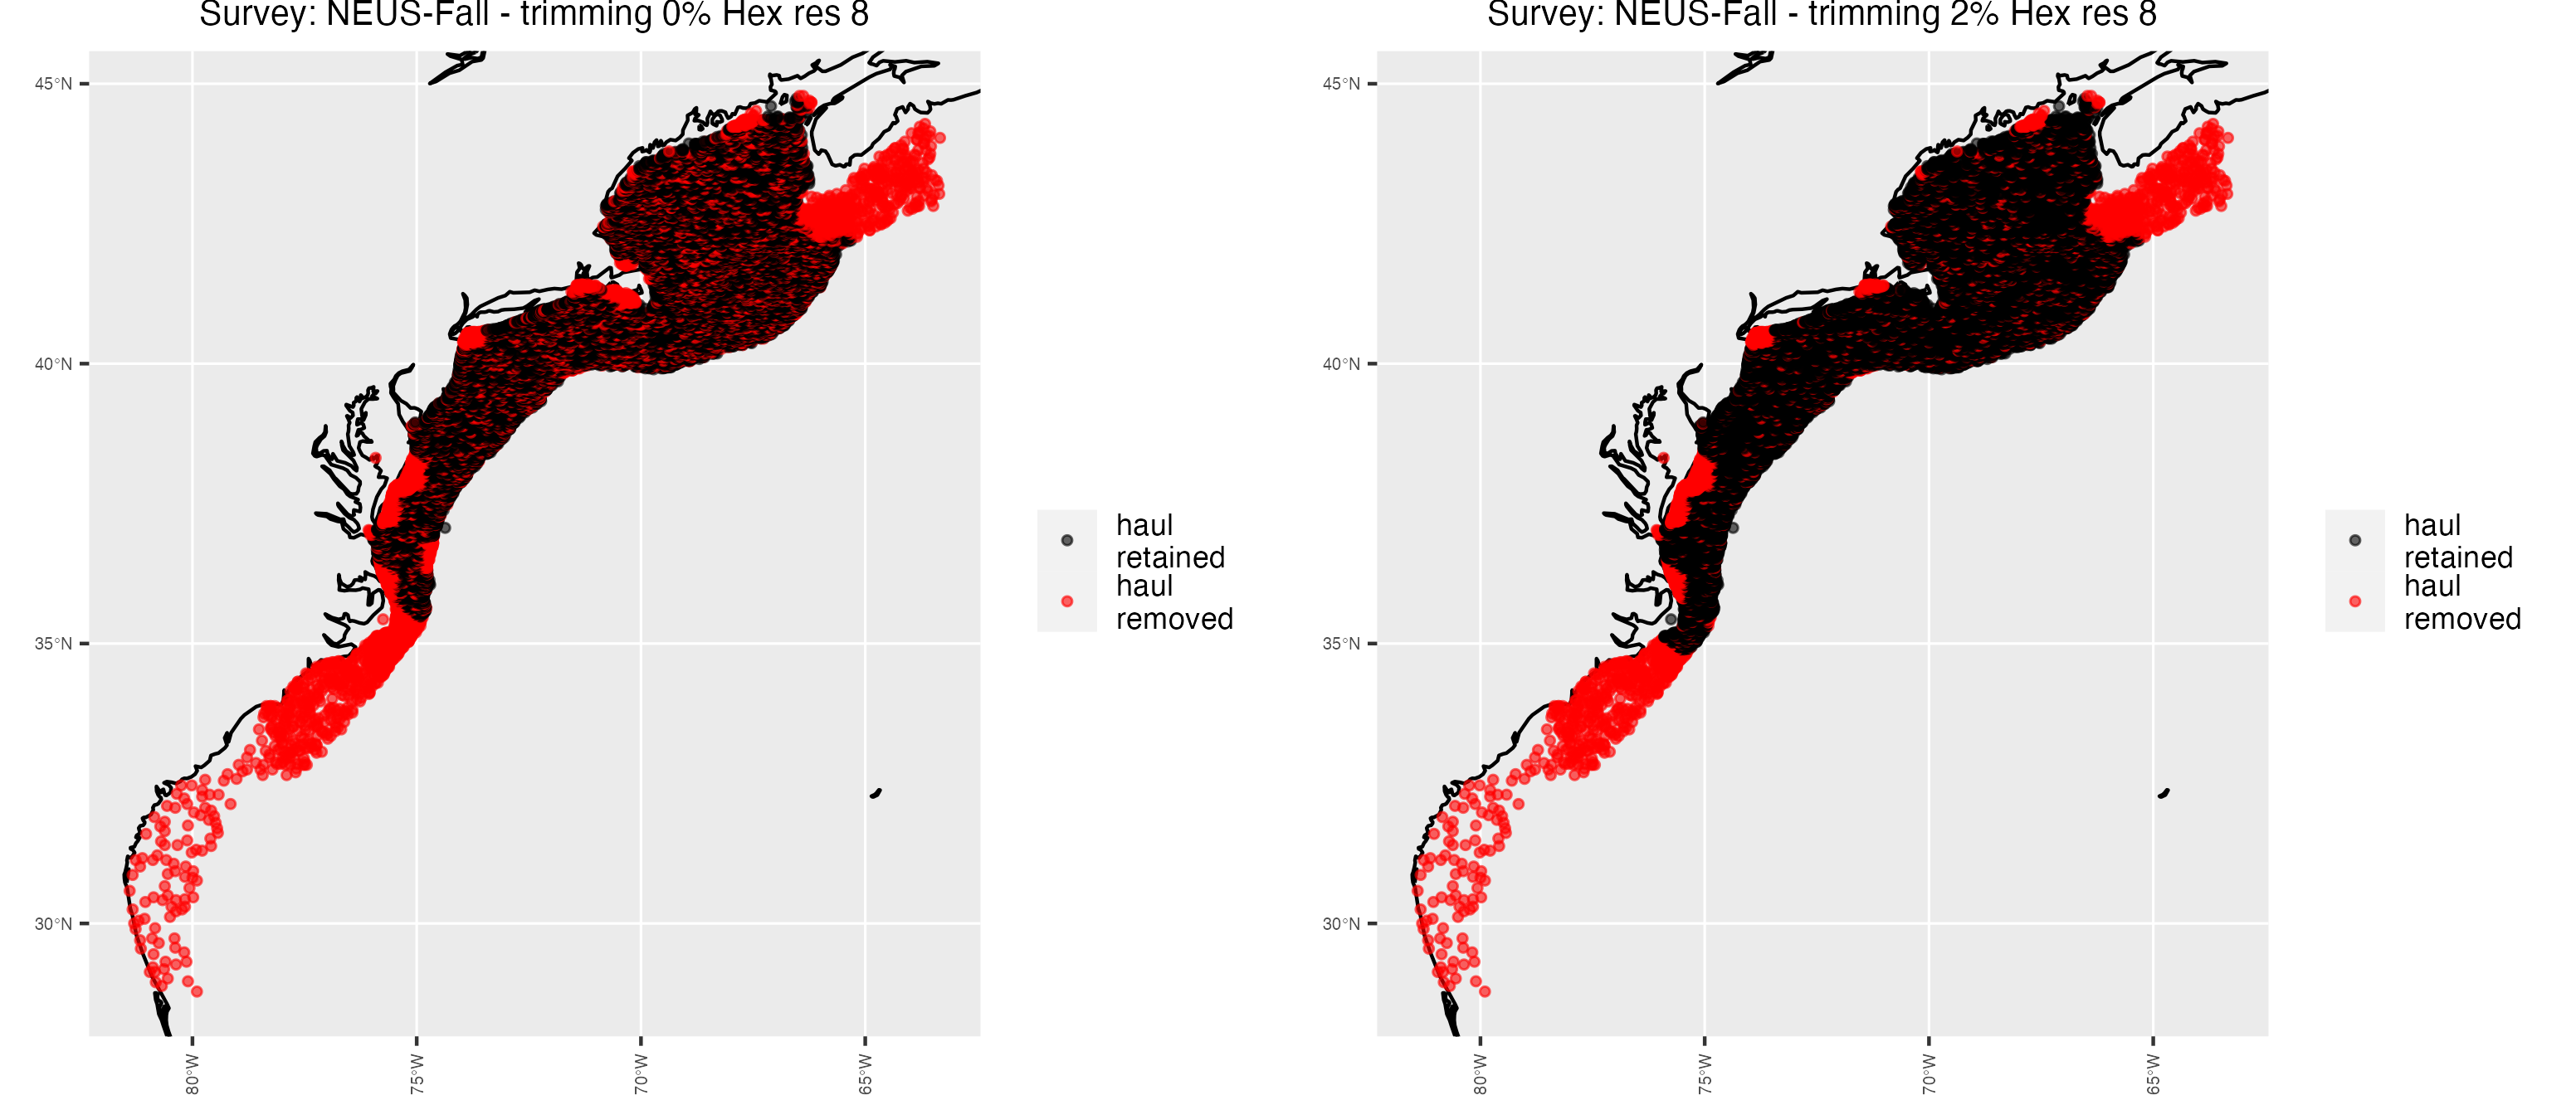 Survey: NEUS-Fall - trimming 0% Hex res 8
45°N
40°N
35°N
30°N
80°W
75°W
70°W
65°W
haul
retained
haul
removed
Survey: NEUS-Fall - trimming 2% Hex res 8
45°N
40°N
35°N
30°N
80°W
75°W
70°W
65°W
haul
retained
haul
removed